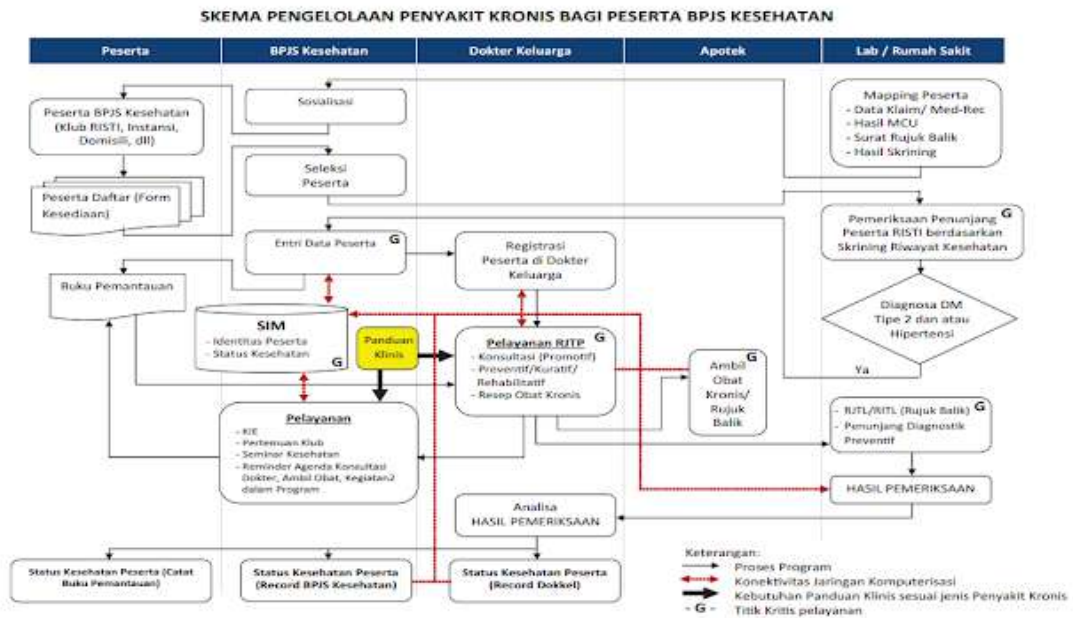 SKEMA PENGELOLAAN PENYAKIT KRONIS BAGI PESERTA BPJS KESEHATAN
Peserta
BPJS Kesehatan
Dokter Keluarga
Apotek
Lab / Rumah Sakit
Peserta BPJS Kesehatan
(Klub RISTI, Instansi,
Domisili, dll)
Sosialisasi
Mapping Peserta
- Data Klaim/ Med-Rec
- Hasil MCU
- Surat Rujuk Balik
- Hasil Skrining
Seleksi
Peserta
Peserta Daftar (Form
Kesediaan)
Entri Data Peserta G
Registrasi
Peserta di Dokter
Keluarga
G
Pemeriksaan Penunjang
Peserta RISTI berdasarkan
Skrining Riwayat Kesehatan
Buku Pemantauan
Diagnosa DM
Tipe 2 dan atau
Hipertensi
Ya
SIM
- Identitas Peserta
- Status Kesehatan
G
Panduan
Klinis
Pelayanan RJTP G
- Konsultasi (Promotif)
- Preventif/Kuratif/
Rehabilitatif
- Resep Obat Kronis
G
Ambil
Obat
Kronis/
Rujuk
Balik
- RJTL/RITL (Rujuk Balik) G
- Penunjang Diagnostik
Preventif
Pelayanan
- KIE
- Pertemuan Klub
- Seminar Kesehatan
- Reminder Agenda Konsultasi
Dokter, Ambil Obat, Kegiatan2
dalam Program
HASIL PEMERIKSAAN
Analisa
HASIL PEMERIKSAAN
Status Kesehatan Peserta (Catat
Buku Pemantauan)
Status Kesehatan Peserta
(Record BPJS Kesehatan)
Status Kesehatan Peserta
(Record Dokkel)
Keterangan:
Proses Program
Konektivitas Jaringan Komputerisasi
Kebutuhan Panduan Klinis sesuai jenis Penyakit Kronis
- G - Titik Kritis pelayanan